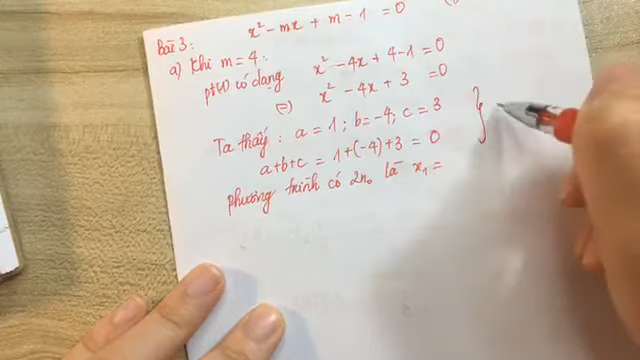 Bài 3: x² - mx + m - 1 = 0
a) Khi m = 4:
ptr có dạng x² - 4x + 4 - 1 = 0
(=) x² - 4x + 3 = 0
Ta thấy: a = 1; b = -4; c = 3
a+b+c = 1+(-4)+3 = 0
phương trình có 2n₀ là x₁ =